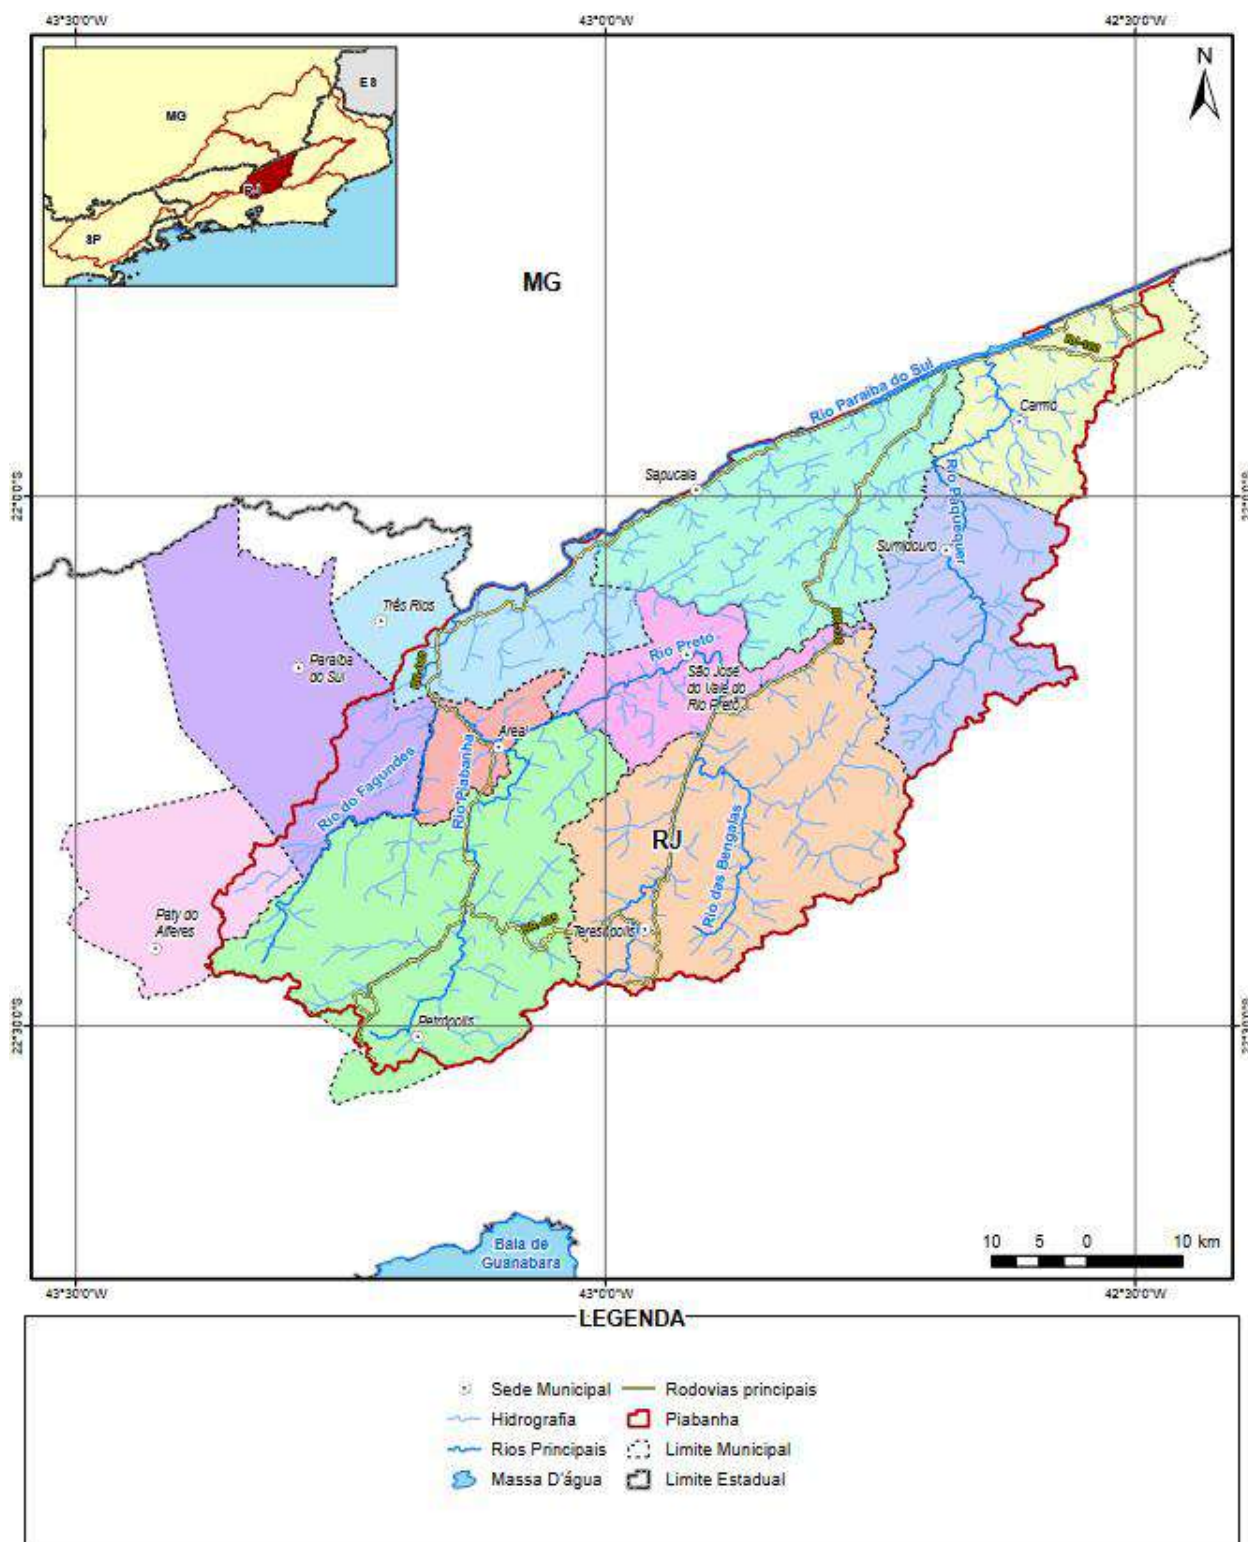 43°30'0"W
43°0'0"W
42°30'0"W
N
ES
MG
RJ
SP
MG
Rio Paraíba do Sul
Carmo
Sapucaia
22°0'0"S
Rio Paquequer
Sumidouro
Três Rios
Paraíba
do Sul
Rio Preto
São José
do Vale do
Rio Preto
Areal
Rio Piabanha
Rio do Fagundes
RJ
Rio das Bengalas
Paty do
Alferes
Teresópolis
Petrópolis
22°30'0"S
Baía de
Guanabara
10 5 0 10 km
43°30'0"W
43°0'0"W
42°30'0"W
LEGENDA
Sede Municipal
Rodovias principais
Hidrografia
Piabanha
Rios Principais
Limite Municipal
Massa D'água
Limite Estadual